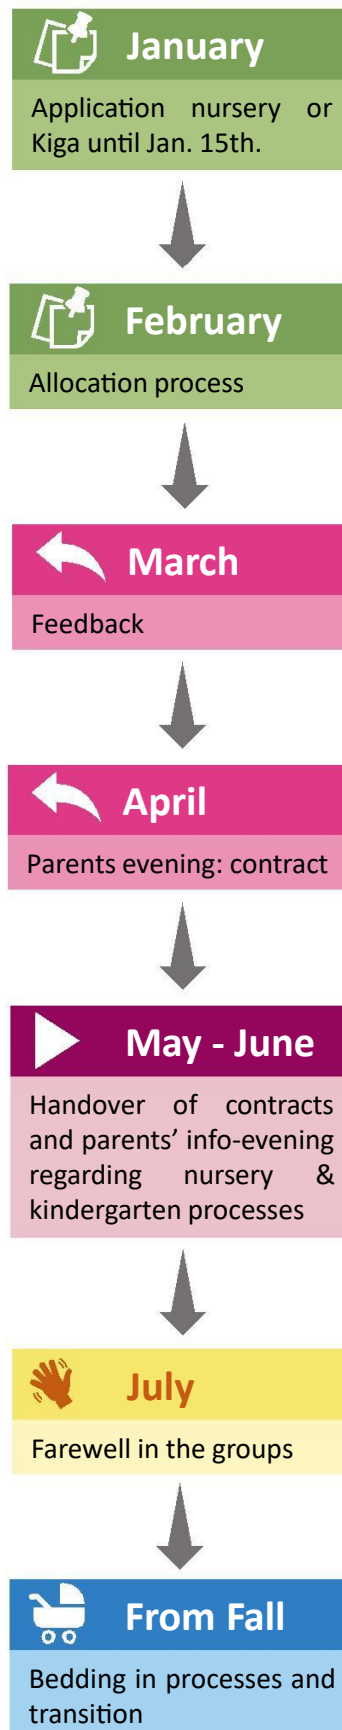 January
Application nursery or
Kiga until Jan. 15th.
February
Allocation process
March
Feedback
April
Parents evening: contract
May - June
Handover of contracts
and parents’ info-evening
regarding nursery &
kindergarten processes
July
Farewell in the groups
From Fall
Bedding in processes and
transition